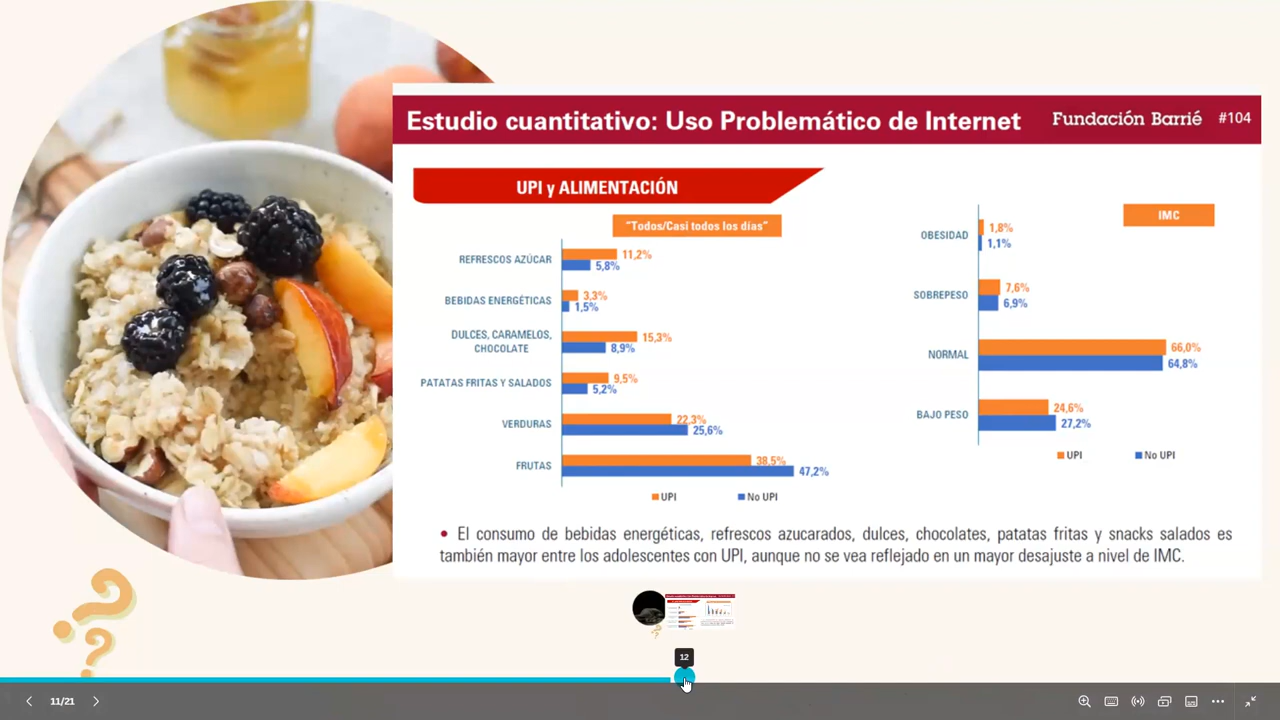 Estudio cuantitativo: Uso Problemático de Internet
Fundación Barrié #104
UPI y ALIMENTACIÓN
"Todos/Casi todos los días"
REFRESCOS AZÚCAR 11,2%
5,8%
BEBIDAS ENERGÉTICAS 3,3%
1,5%
DULCES, CARAMELOS,
CHOCOLATE
15,3%
8,9%
PATATAS FRITAS Y SALADOS 9,5%
5,2%
VERDURAS 22,3%
25,6%
FRUTAS 38,5%
47,2%
UPI No UPI
IMC
OBESIDAD 1,8%
1,1%
SOBREPESO 7,6%
6,9%
NORMAL 66,0%
64,8%
BAJO PESO 24,6%
27,2%
UPI No UPI
• El consumo de bebidas energéticas, refrescos azucarados, dulces, chocolates, patatas fritas y snacks salados es
también mayor entre los adolescentes con UPI, aunque no se vea reflejado en un mayor desajuste a nivel de IMC.
12
11/21